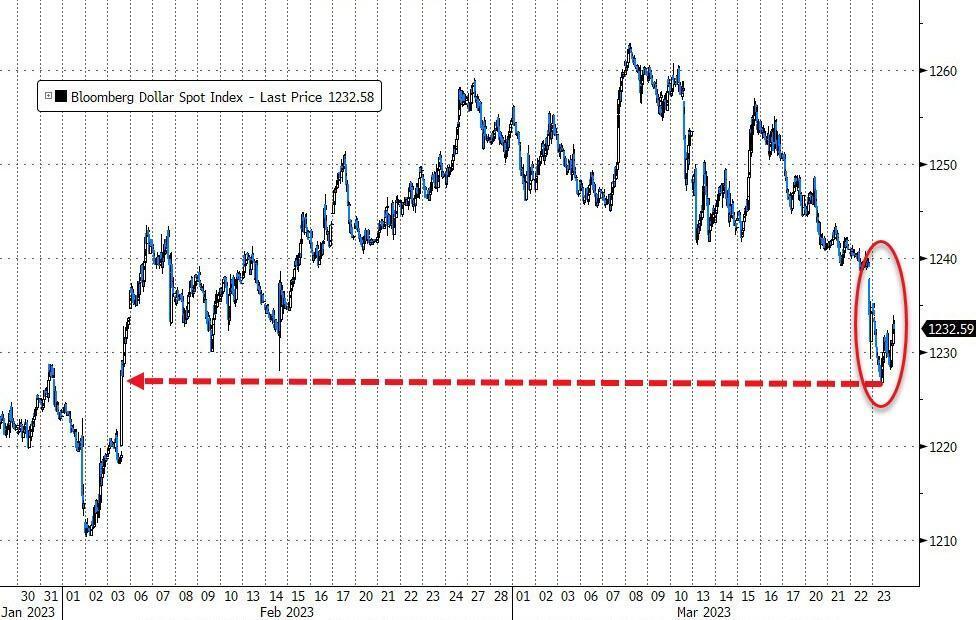 Bloomberg Dollar Spot Index - Last Price 1232.58
1260
1250
1240
1232.59
1230
1220
1210
30 31 01 02 03 06 07 08 09 10 13 14 15 16 17 20 21 22 23 24 27 28 01 02 03 06 07 08 09 10 13 14 15 16 17 20 21 22 23
Jan 2023 Feb 2023 Mar 2023